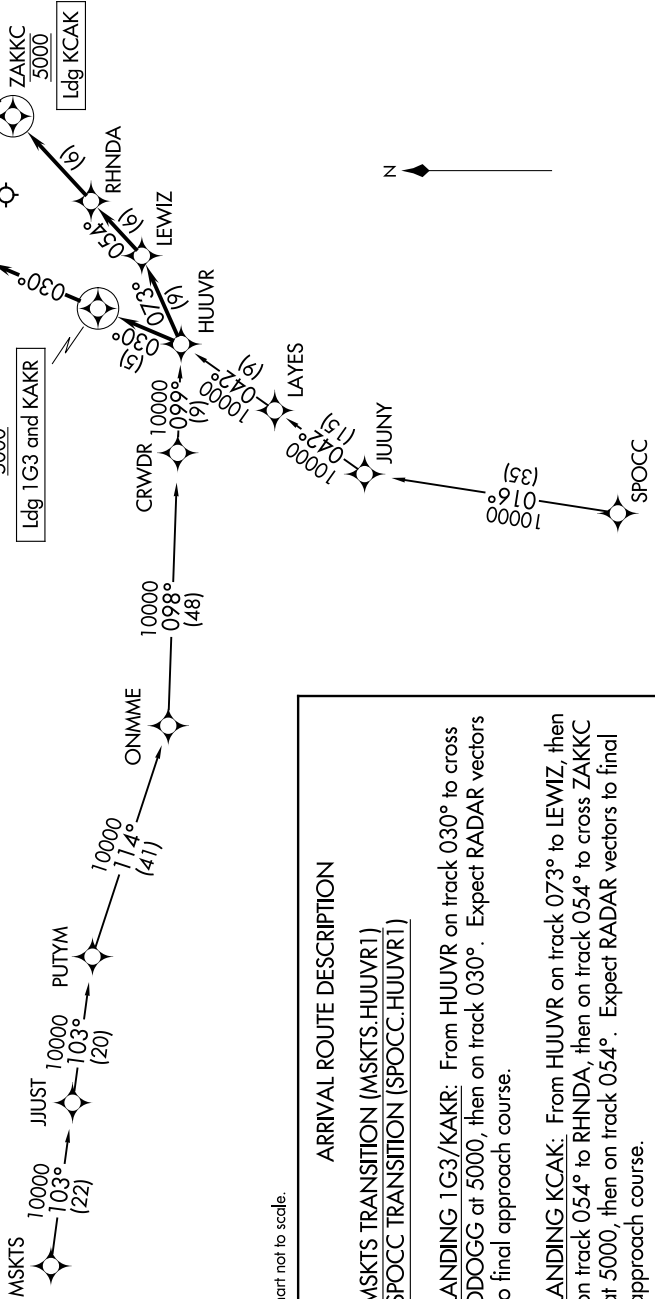 ZAKKC
5000
Ldg KCAK
(6)
RHNDA
054°
(6)
LEWIZ
073°
(6)
HUUVR
030°
030°
(5)
Ldg 1G3 and KAKR
N
10000
099°
(9)
CRWDR
10000
042°
(9)
LAYES
10000
042°
(15)
JUUNY
10000
016°
(35)
SPOCC
10000
098°
(48)
ONMME
10000
114°
(41)
PUTYM
10000
103°
(20)
JJUST
10000
103°
(22)
MSKTS
not to scale.
ARRIVAL ROUTE DESCRIPTION
MSKTS TRANSITION (MSKTS.HUUVR1)
SPOCC TRANSITION (SPOCC.HUUVR1)
ANDING 1G3/KAKR: From HUUVR on track 030° to cross
DOGG at 5000, then on track 030°. Expect RADAR vectors
o final approach course.
ANDING KCAK: From HUUVR on track 073° to LEWIZ, then
on track 054° to RHNDA, then on track 054° to cross ZAKKC
at 5000, then on track 054°. Expect RADAR vectors to final
approach course.